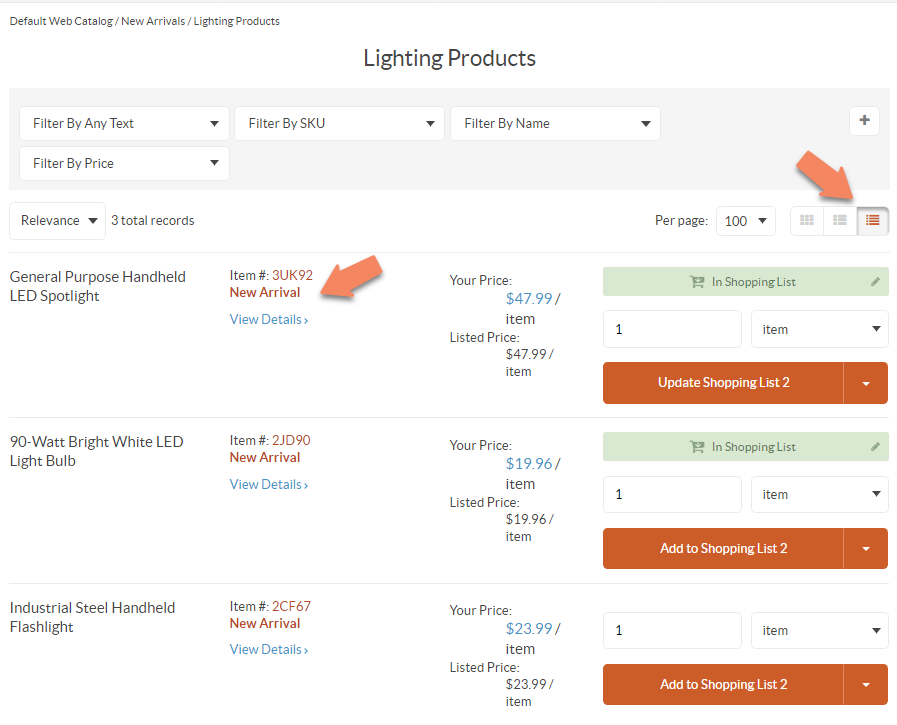 Default Web Catalog / New Arrivals / Lighting Products
Lighting Products
Filter By Any Text
Filter By SKU
Filter By Name
+
Filter By Price
Relevance
3 total records
Per page:
100
General Purpose Handheld
LED Spotlight
Item #: 3UK92
New Arrival
View Details ›
Your Price:
$47.99 /
item
Listed Price:
$47.99 /
item
In Shopping List
1
item
Update Shopping List 2
90-Watt Bright White LED
Light Bulb
Item #: 2JD90
New Arrival
View Details ›
Your Price:
$19.96 /
item
Listed Price:
$19.96 /
item
In Shopping List
1
item
Add to Shopping List 2
Industrial Steel Handheld
Flashlight
Item #: 2CF67
New Arrival
View Details ›
Your Price:
$23.99 /
item
Listed Price:
$23.99 /
item
1
item
Add to Shopping List 2